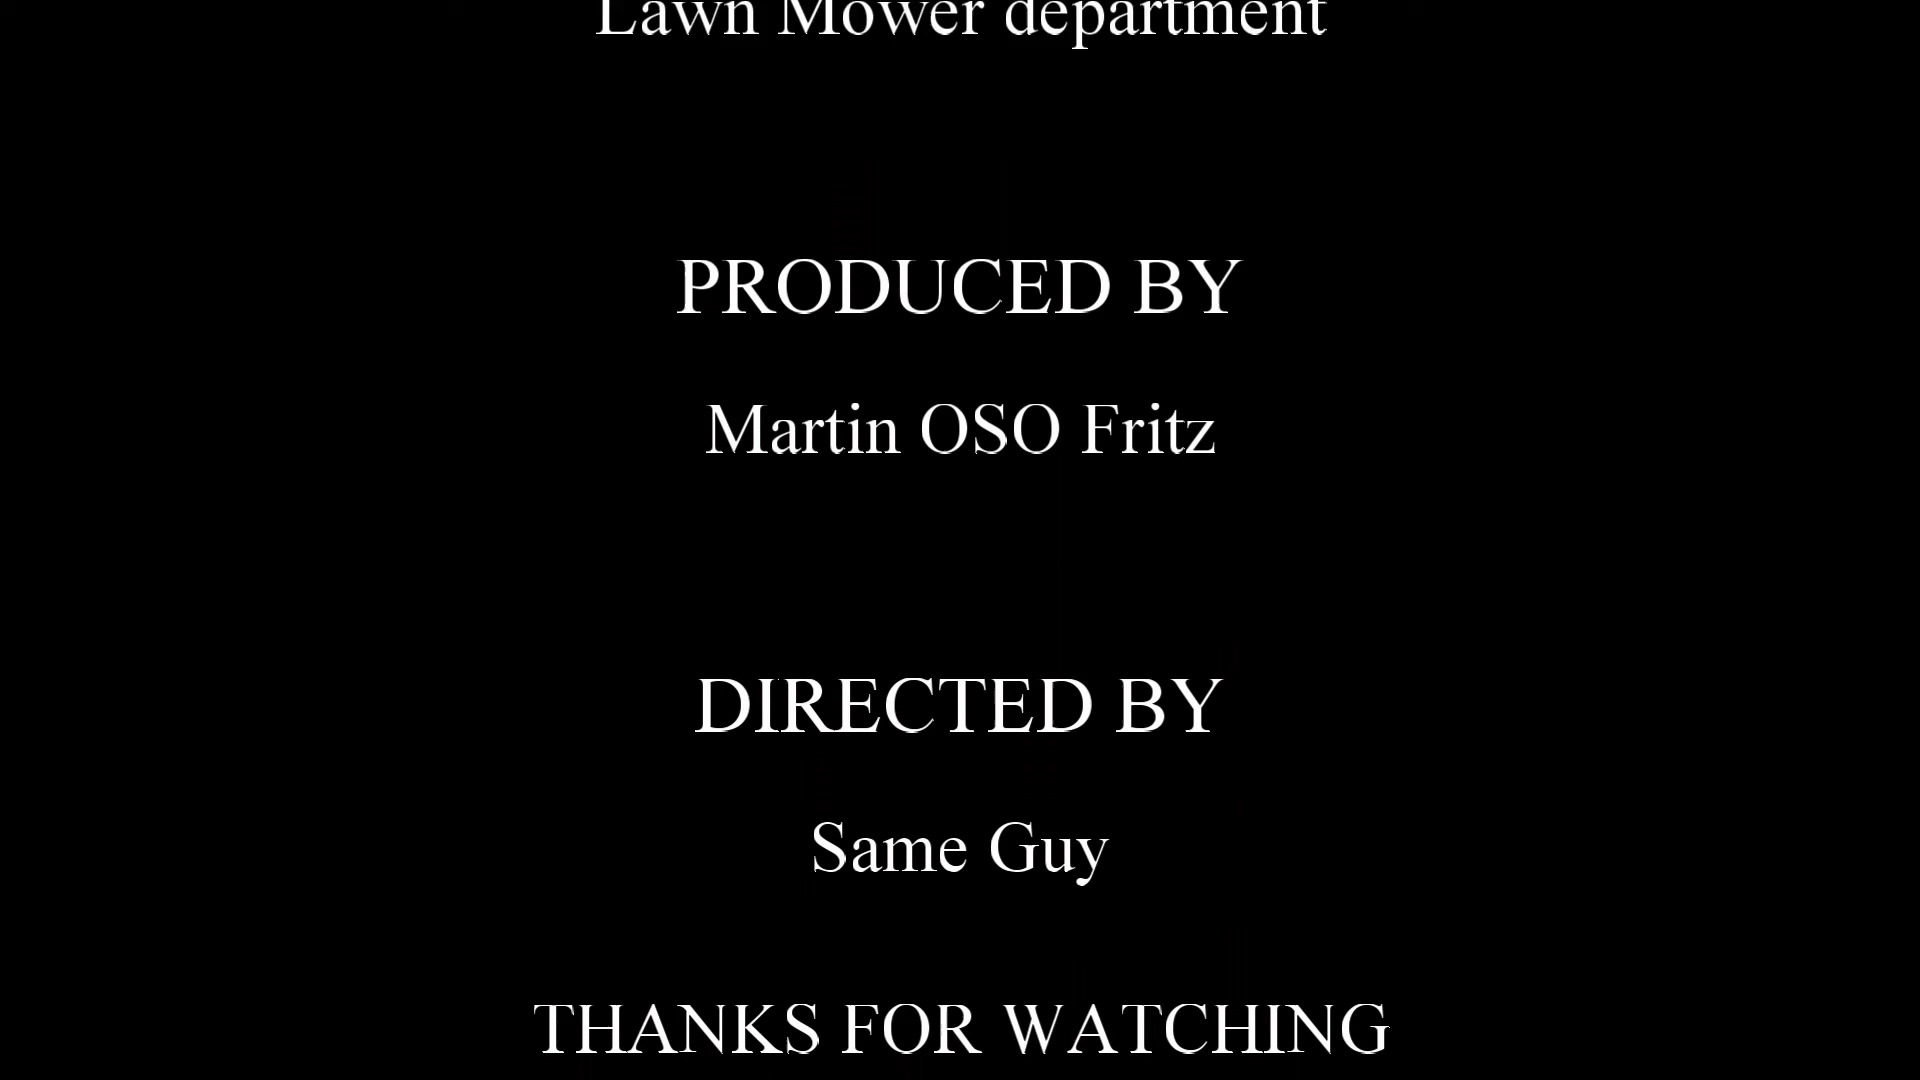 Lawn Mower department
PRODUCED BY
Martin OSO Fritz
DIRECTED BY
Same Guy
THANKS FOR WATCHING